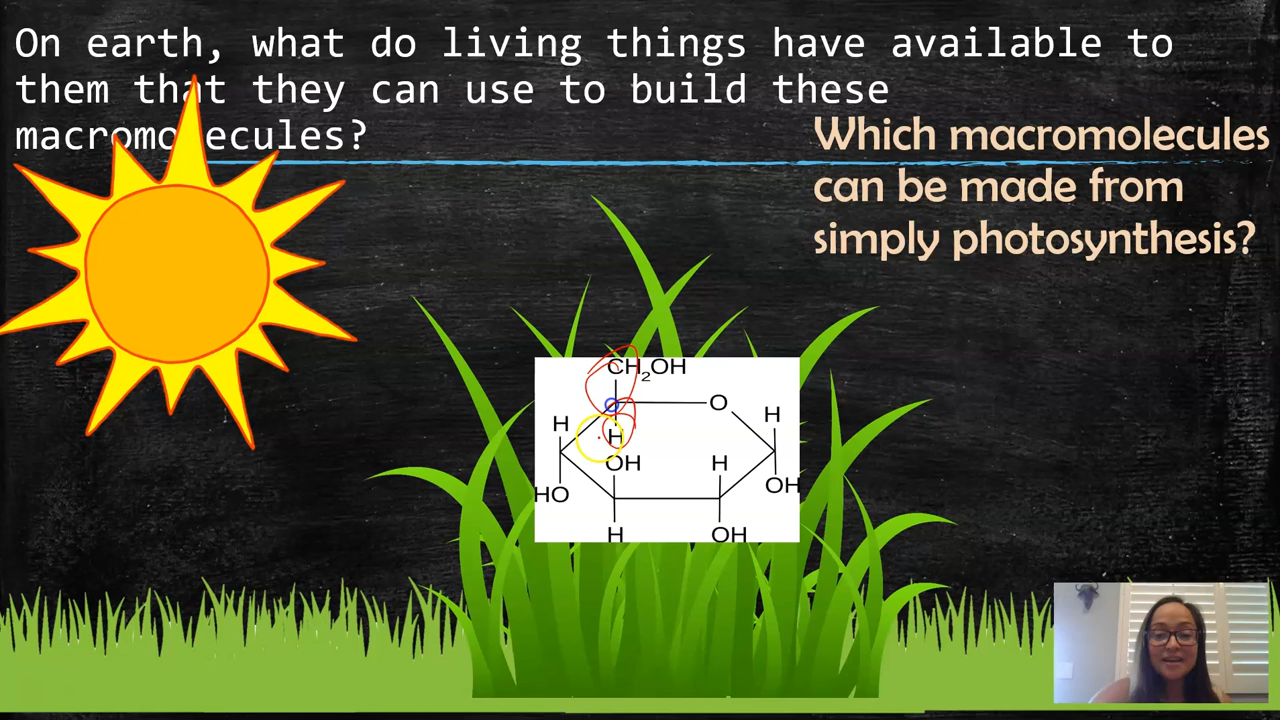 On earth, what do living things have available to
them that they can use to build these
macromolecules?
Which macromolecules
can be made from
simply photosynthesis?
CH2OH
O
H
H
H
OH
H
HO
OH
H
OH